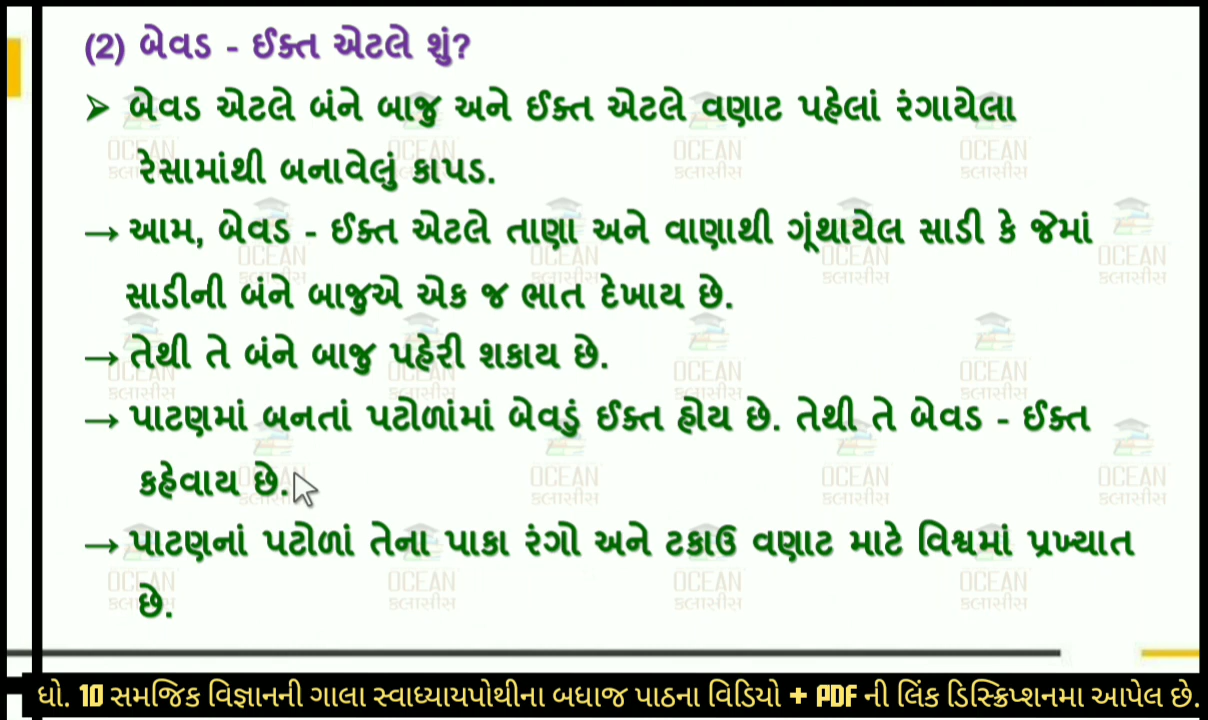 (2) બેવડ - ઈક્ત એટલે શું?
➢ બેવડ એટલે બંને બાજુ અને ઈક્ત એટલે વણાટ પહેલાં રંગાયેલા
રેસામાંથી બનાવેલું કાપડ.
→ આમ, બેવડ - ઈક્ત એટલે તાણા અને વાણાથી ગૂંથાયેલ સાડી કે જેમાં
સાડીની બંને બાજુએ એક જ ભાત દેખાય છે.
→ તેથી તે બંને બાજુ પહેરી શકાય છે.
→ પાટણમાં બનતાં પટોળાંમાં બેવડું ઈક્ત હોય છે. તેથી તે બેવડ - ઈક્ત
કહેવાય છે.
→ પાટણનાં પટોળાં તેના પાકા રંગો અને ટકાઉ વણાટ માટે વિશ્વમાં પ્રખ્યાત
છે.
ધો. 10 સમજિક વિજ્ઞાનની ગાલા સ્વાધ્યાયપોથીના બધાજ પાઠના વિડિયો + PDF ની લિંક ડિસ્ક્રિપ્શનમા આપેલ છે.
OCEAN
કલાસીસ